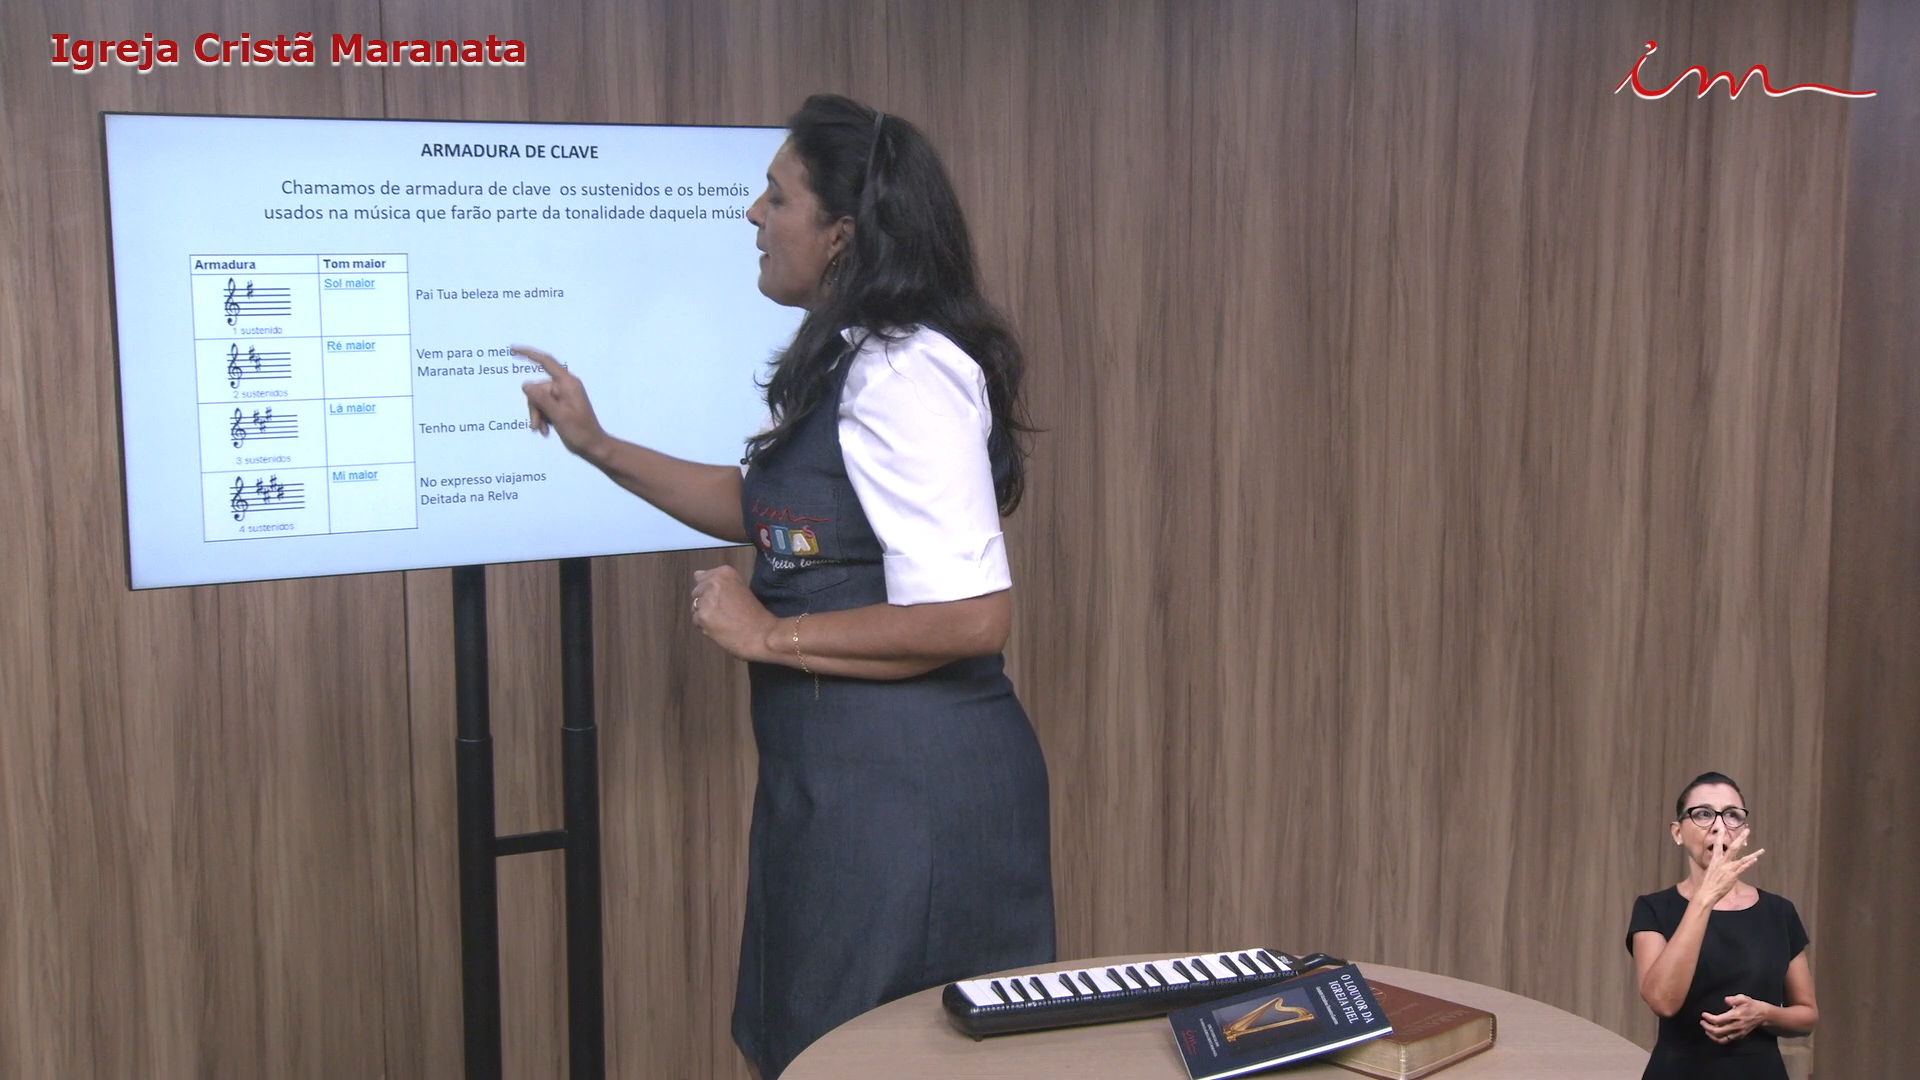 Igreja Cristã Maranata
im
ARMADURA DE CLAVE
Chamamos de armadura de clave os sustenidos e os bemóis
usados na música que farão parte da tonalidade daquela músi
Armadura Tom maior
1 sustenido
Sol maior
Pai Tua beleza me admira
2 sustenidos
Ré maior
Vem para o meio
Maranata Jesus breve
3 sustenidos
Lá maior
Tenho uma Candeia
4 sustenidos
Mi maior
No expresso viajamos
Deitada na Relva
CIA
O LOUVOR DA
IGREJA FIEL